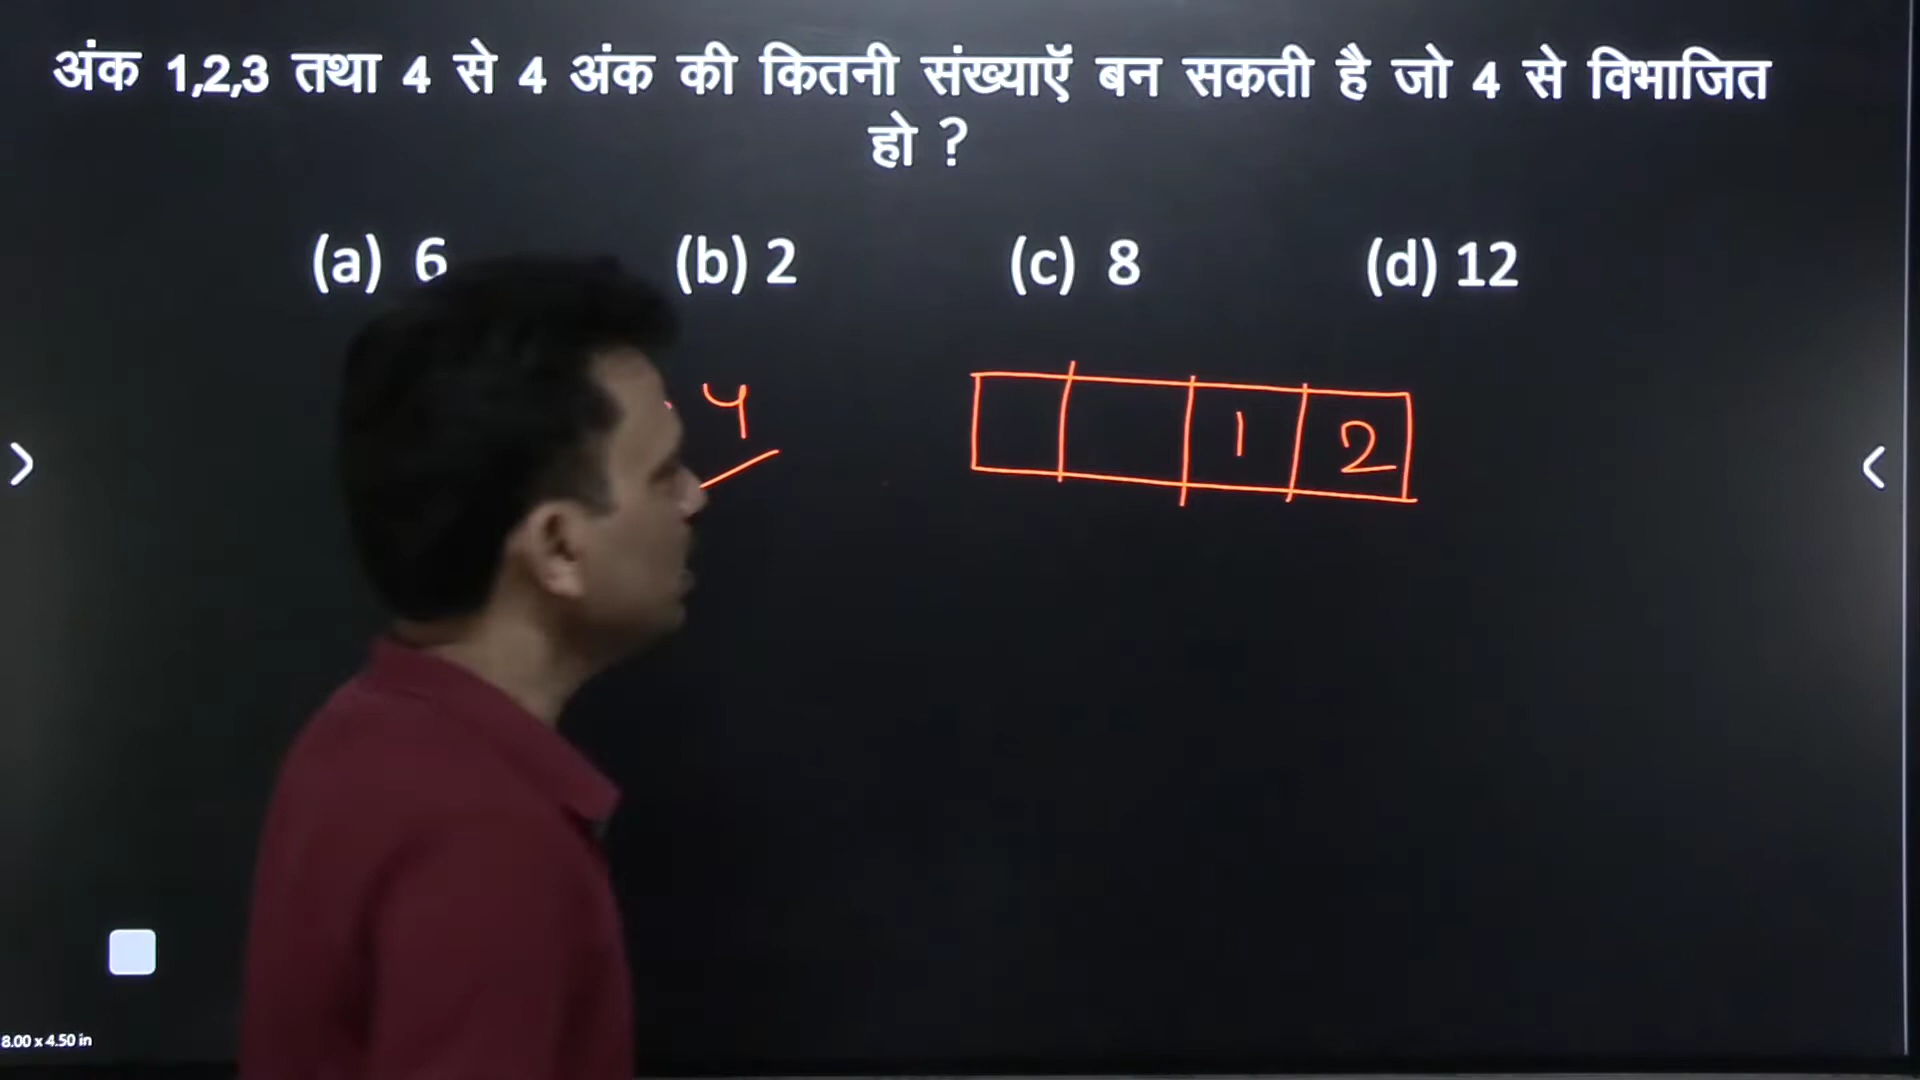 अंक 1,2,3 तथा 4 से 4 अंक की कितनी संख्याएॅ बन सकती है जो 4 से विभाजित
हो ?
(a) 6 (b) 2 (c) 8 (d) 12
4
1 2
8.00 x 4.50 in